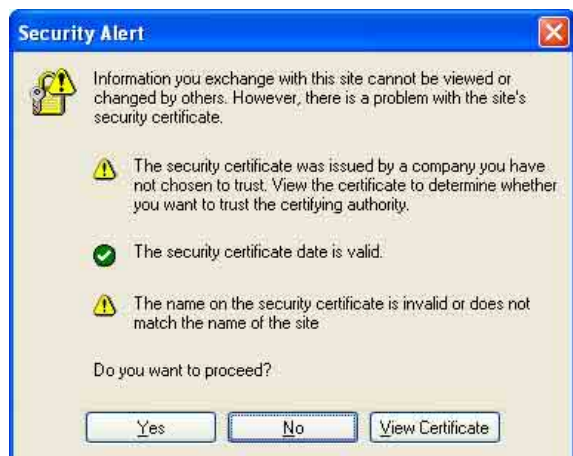 Security Alert
Information you exchange with this site cannot be viewed or
changed by others. However, there is a problem with the site's
security certificate.
The security certificate was issued by a company you have
not chosen to trust. View the certificate to determine whether
you want to trust the certifying authority.
The security certificate date is valid.
The name on the security certificate is invalid or does not
match the name of the site
Do you want to proceed?
Yes
No
View Certificate